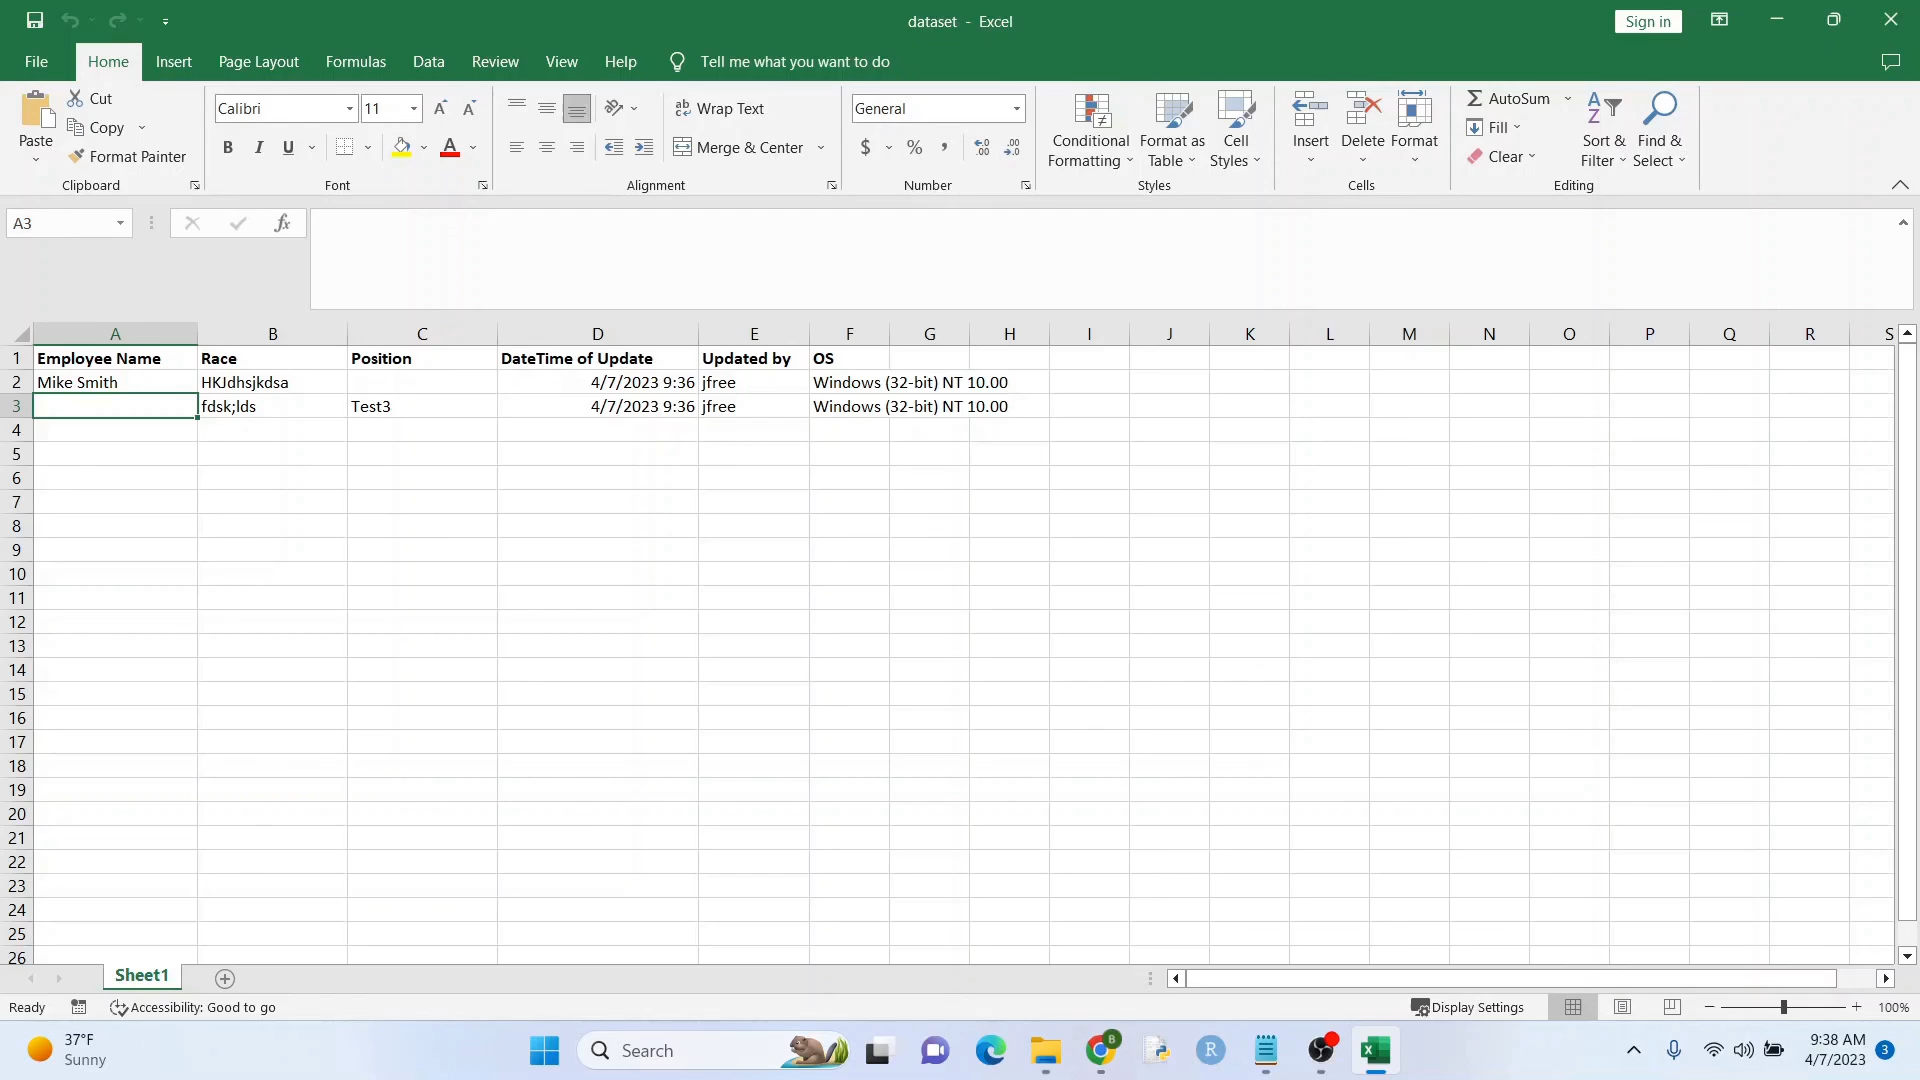 dataset - Excel
Sign in
File Home Insert Page Layout Formulas Data Review View Help Tell me what you want to do
Paste
Cut
Copy
Format Painter
Clipboard
Calibri 11
B I U
Font
Wrap Text
Merge & Center
Alignment
General
$ % ,
Number
Conditional Formatting
Format as Table
Cell Styles
Styles
Insert Delete Format
Cells
AutoSum
Fill
Clear
Sort & Filter
Find & Select
Editing
A3 fx
A B C D E F G H I J K L M N O P Q R S
1 Employee Name Race Position DateTime of Update Updated by OS
2 Mike Smith HKJdhsjkdsa 4/7/2023 9:36 jfree Windows (32-bit) NT 10.00
3 fdsk;lds Test3 4/7/2023 9:36 jfree Windows (32-bit) NT 10.00
4
5
6
7
8
9
10
11
12
13
14
15
16
17
18
19
20
21
22
23
24
25
26
Sheet1
Ready Accessibility: Good to go Display Settings 100%
37°F
Sunny
Search
B
R
9:38 AM
4/7/2023
3